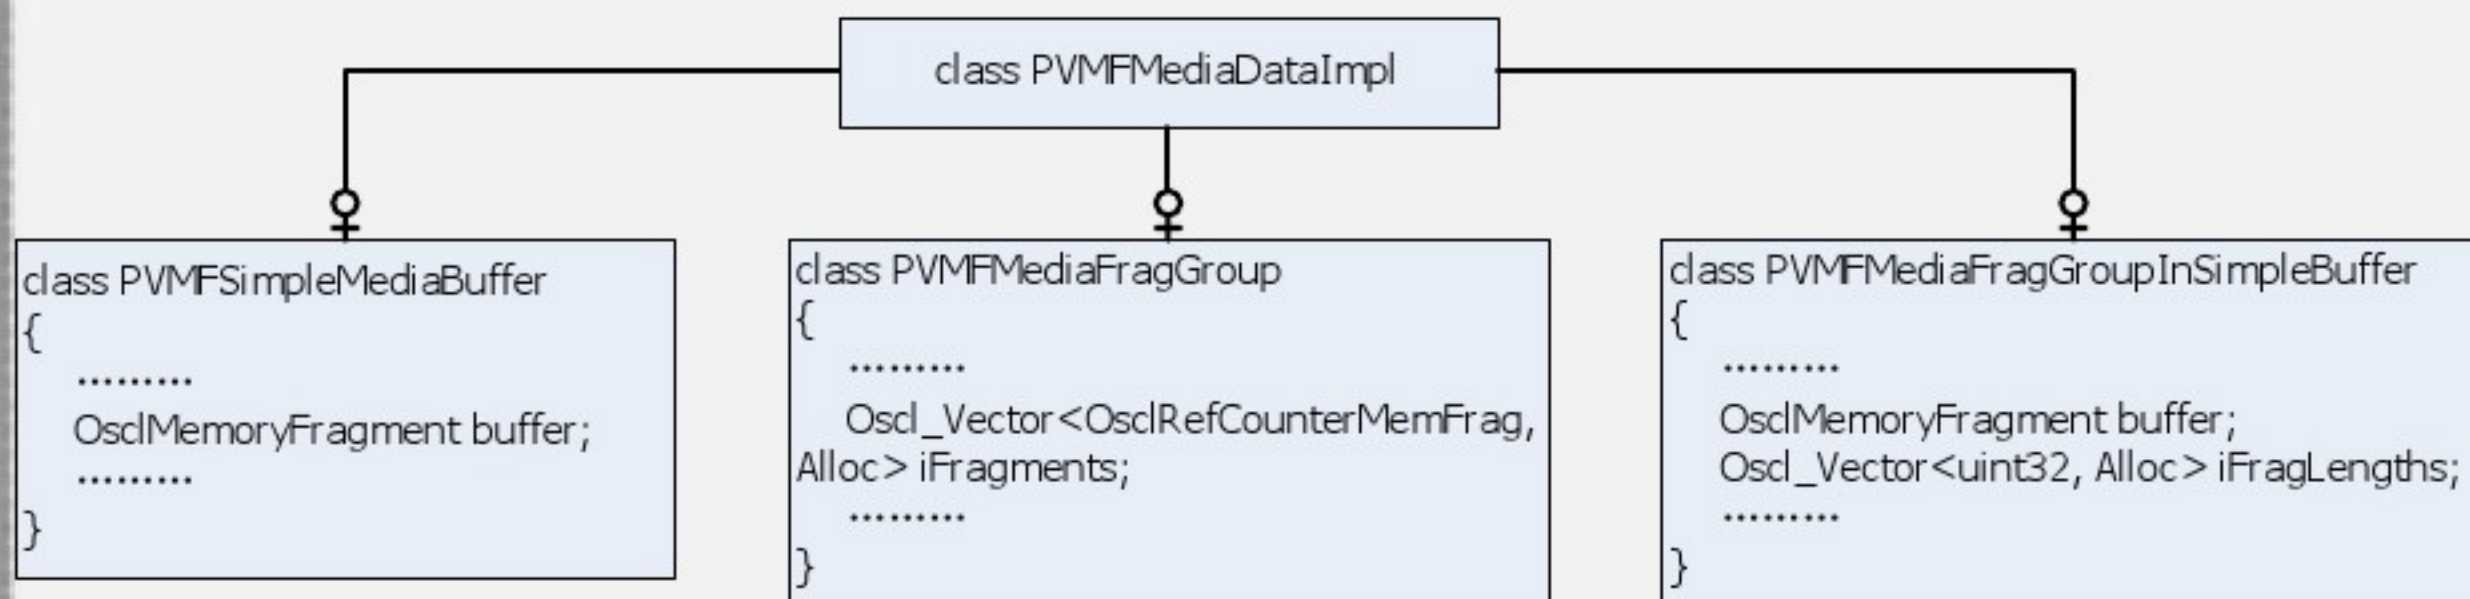 class PVMFMediaDataImpl
class PVMFSimpleMediaBuffer
{
.........
OsclMemoryFragment buffer;
.........
}
class PVMFMediaFragGroup
{
.........
Oscl_Vector<OsclRefCounterMemFrag,
Alloc> iFragments;
.........
}
class PVMFMediaFragGroupInSimpleBuffer
{
.........
OsclMemoryFragment buffer;
Oscl_Vector<uint32, Alloc> iFragLengths;
.........
}